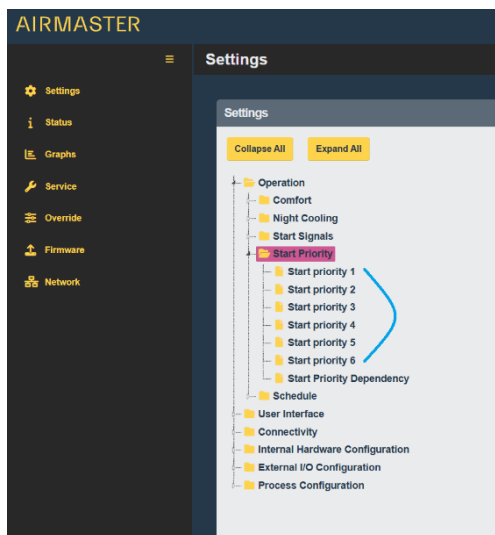 AIRMASTER
Settings
Settings
Status
Graphs
Service
Override
Firmware
Network
Settings
Collapse All
Expand All
Operation
Comfort
Night Cooling
Start Signals
Start Priority
Start priority 1
Start priority 2
Start priority 3
Start priority 4
Start priority 5
Start priority 6
Start Priority Dependency
Schedule
User Interface
Connectivity
Internal Hardware Configuration
External I/O Configuration
Process Configuration